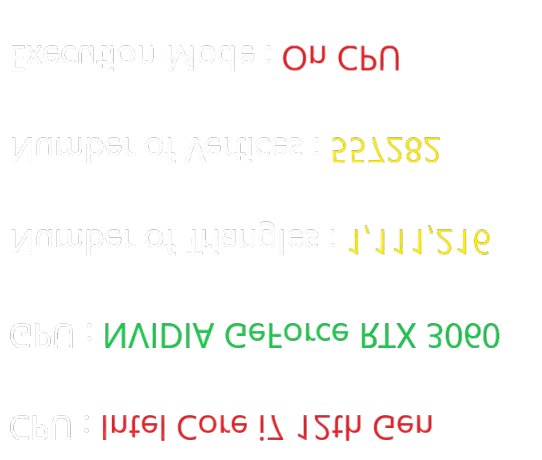 CPU : Intel Core i7 12th Gen
GPU : NVIDIA GeForce RTX 3060
Number of Triangles : 1,111,216
Number of Vertices : 557282
Execution Mode : On CPU